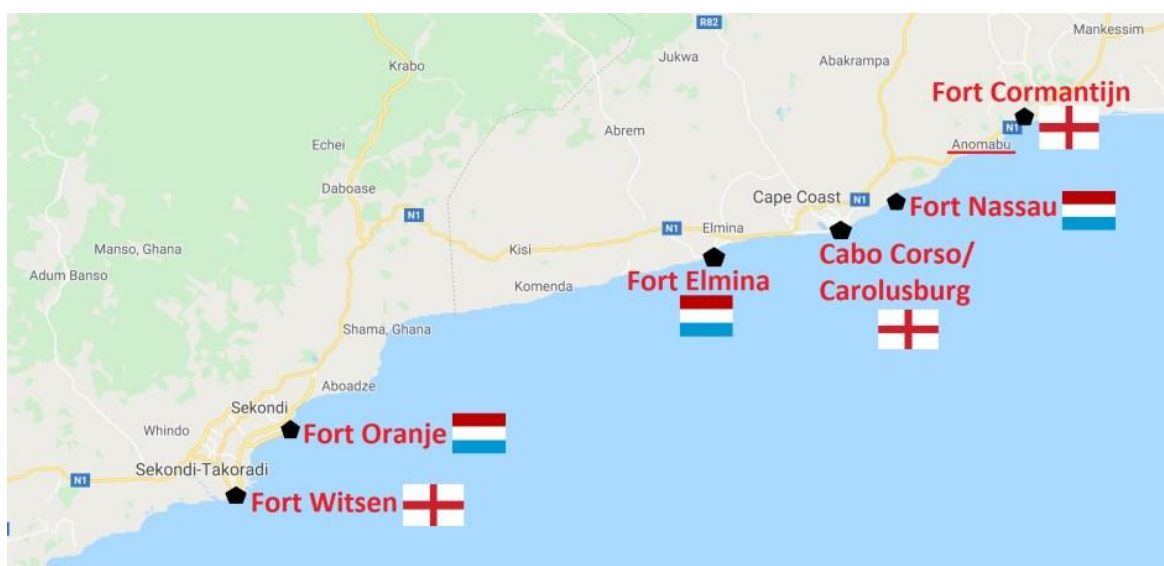 R82
Mankessim
Krabo
Jukwa
Abakrampa
Fort Cormantijn
N1
Abrem
Anomabu
Echei
Daboase
Cape Coast
N1
Fort Nassau
N1
N1
Elmina
Manso, Ghana
Kisi
Cabo Corso/
Carolusburg
Adum Banso
Komenda
Fort Elmina
Shama, Ghana
Aboadze
Sekondi
Whindo
Fort Oranje
Sekondi-Takoradi
N1
Fort Witsen